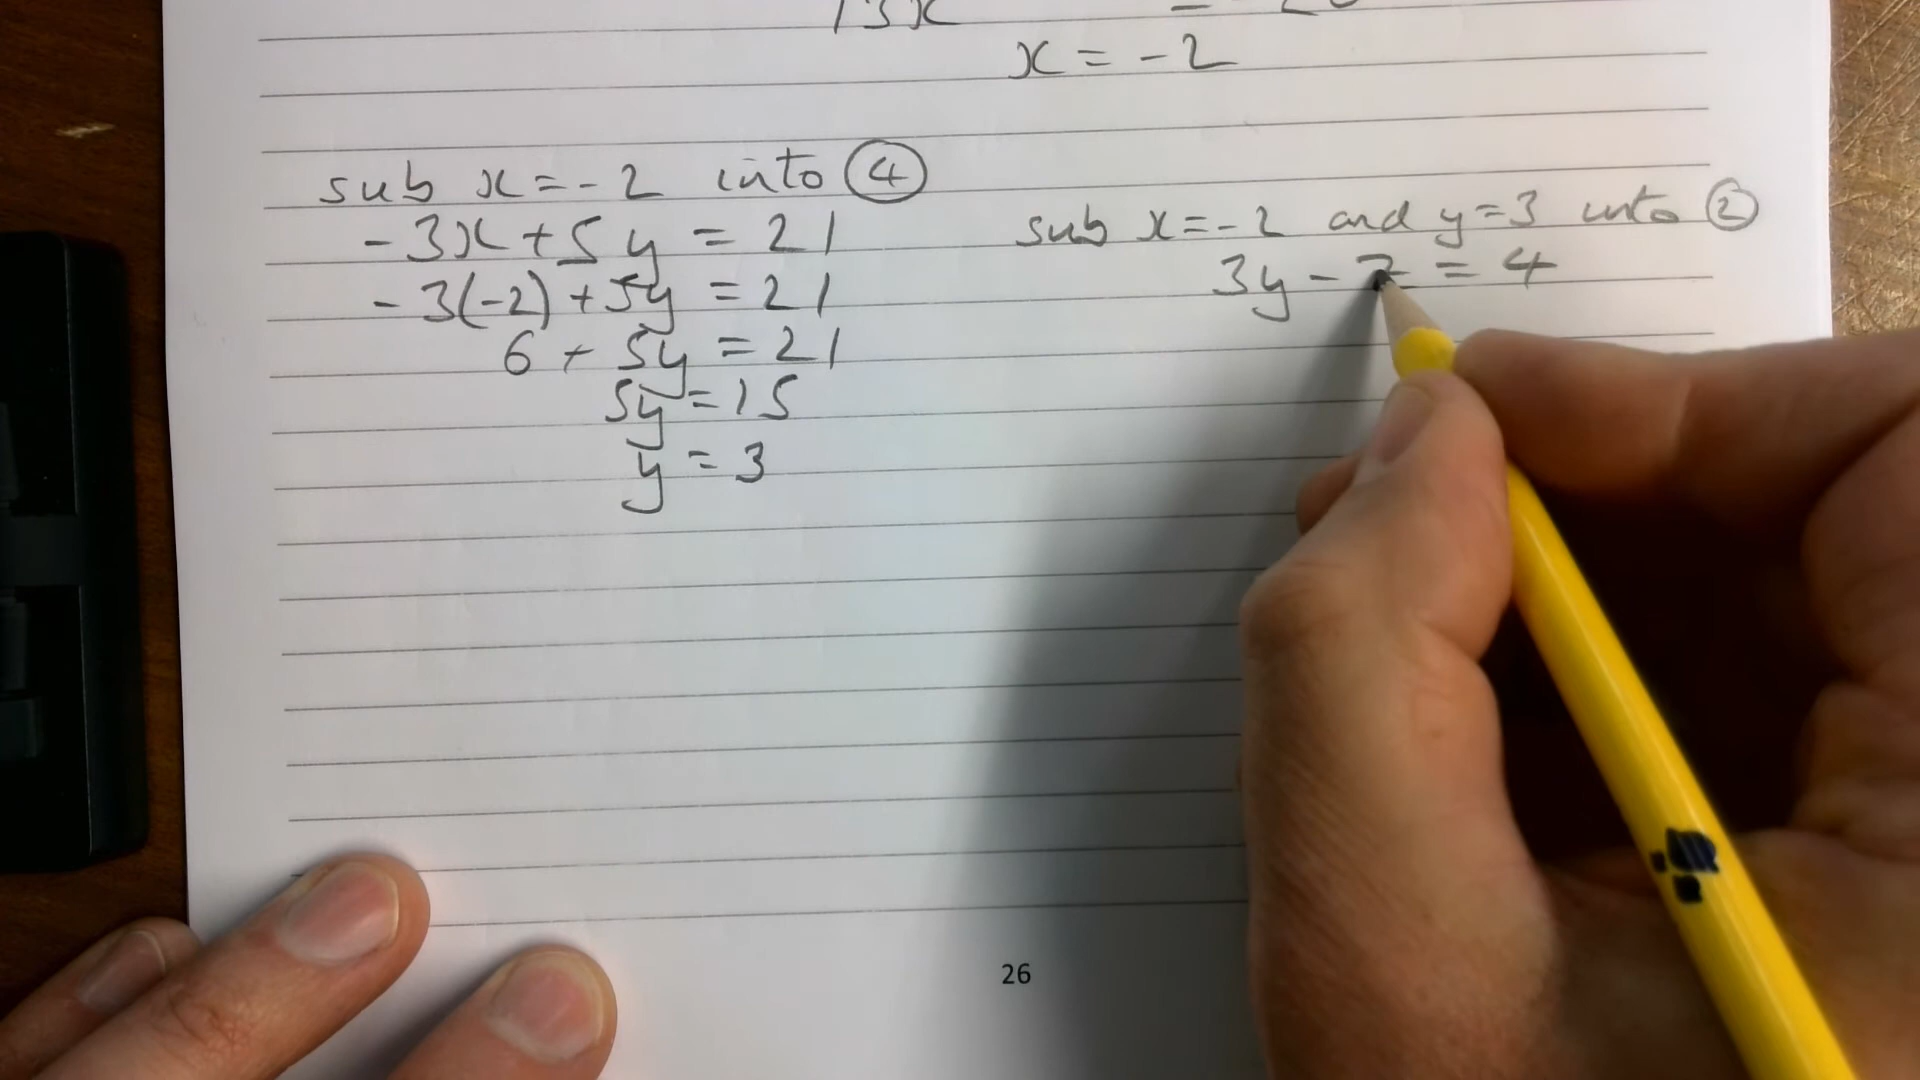 13x =
x = -2
sub x = -2 into ④
-3x + 5y = 21
-3(-2) + 5y = 21
6 + 5y = 21
5y = 15
y = 3
sub x = -2 and y = 3 into ②
3y - z = 4
26